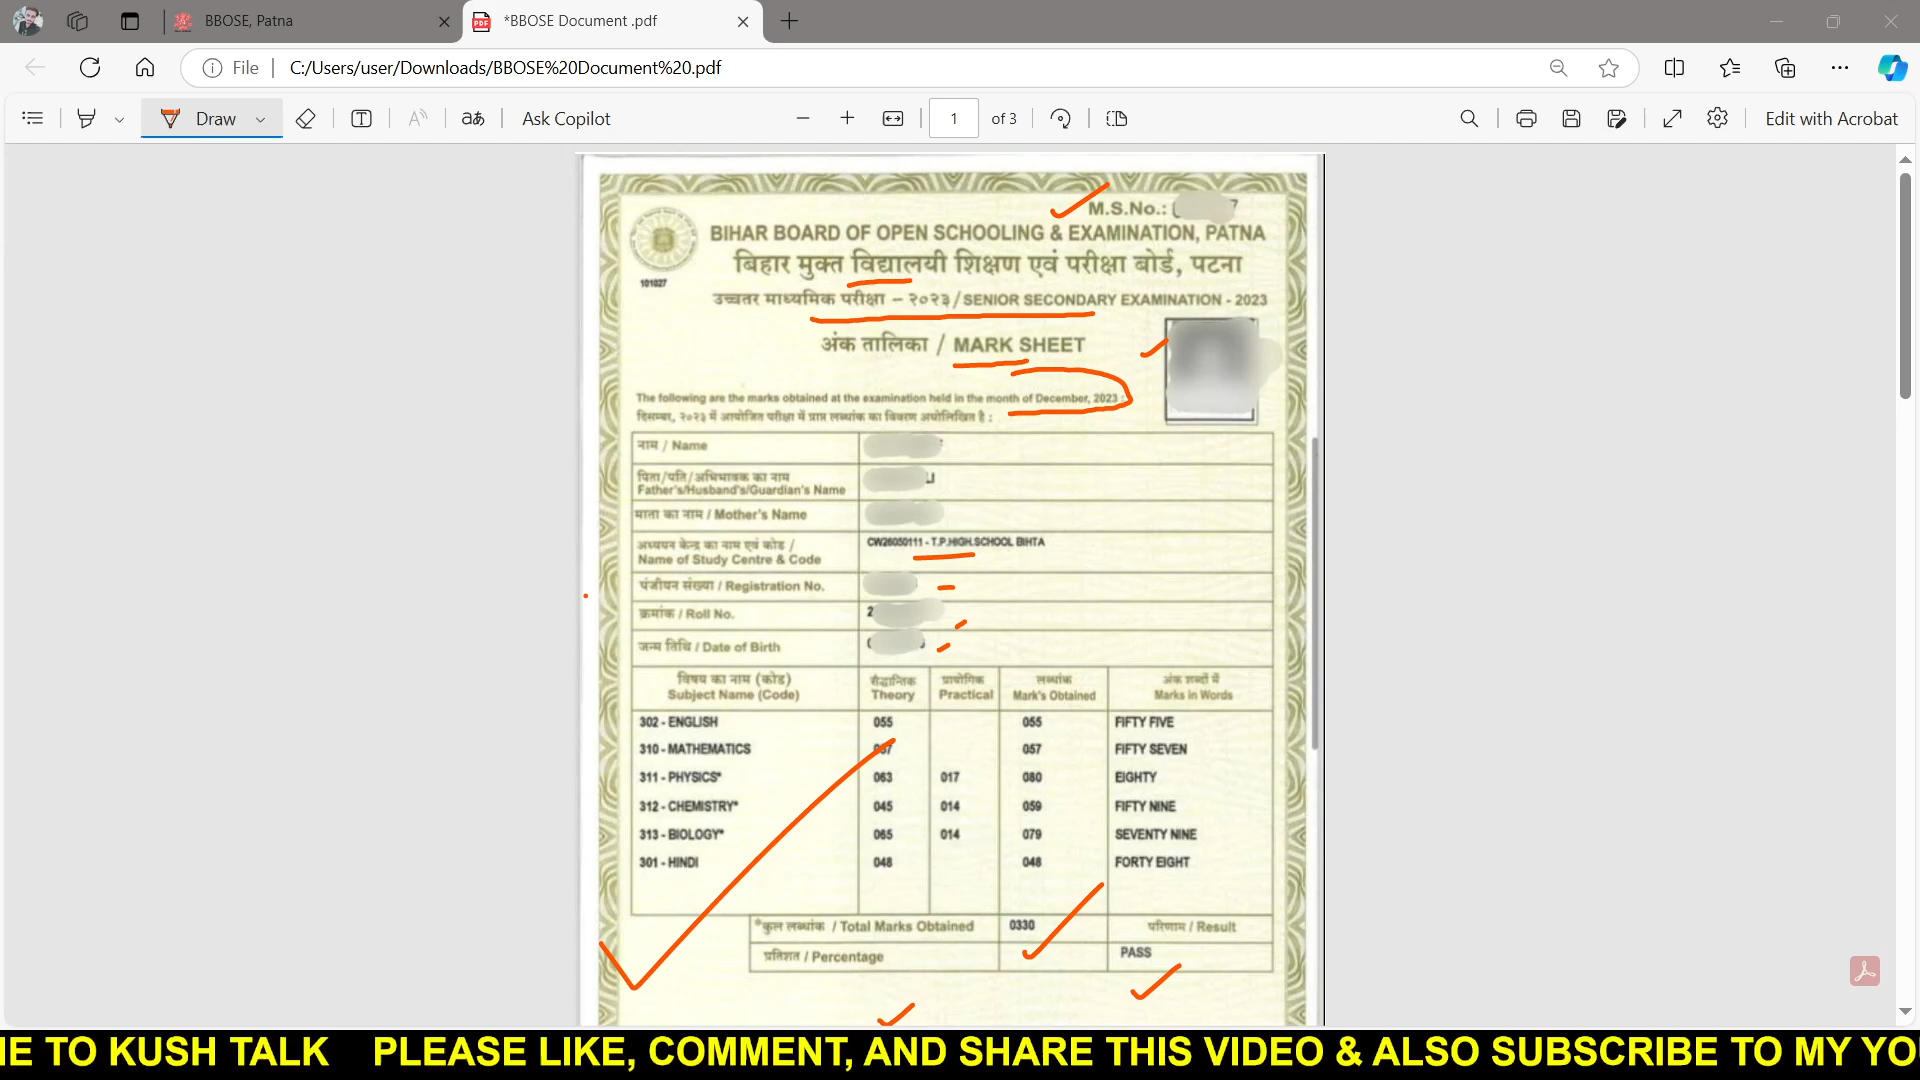 BBOSE, Patna
*BBOSE Document .pdf
File
C:/Users/user/Downloads/BBOSE%20Document%20.pdf
Draw
Ask Copilot
1 of 3
Edit with Acrobat
M.S.No.:
BIHAR BOARD OF OPEN SCHOOLING & EXAMINATION, PATNA
बिहार मुक्त विद्यालयी शिक्षण एवं परीक्षा बोर्ड, पटना
101027
उच्चतर माध्यमिक परीक्षा – २०२३/SENIOR SECONDARY EXAMINATION - 2023
अंक तालिका / MARK SHEET
The following are the marks obtained at the examination held in the month of December, 2023 :
दिसम्बर, २०२३ में आयोजित परीक्षा में प्राप्त लब्धांक का विवरण अधोलिखित है :
नाम / Name
पिता/पति/अभिभावक का नाम
Father's/Husband's/Guardian's Name
माता का नाम / Mother's Name
अध्ययन केन्द्र का नाम एवं कोड /
Name of Study Centre & Code
CW26050111 - T.P.HIGH.SCHOOL BIHTA
पंजीयन संख्या / Registration No.
क्रमांक / Roll No.
2
जन्म तिथि / Date of Birth
विषय का नाम (कोड) सैद्धान्तिक प्रायोगिक लब्धांक अंक शब्दों में
Subject Name (Code) Theory Practical Mark's Obtained Marks in Words
302 - ENGLISH 055 055 FIFTY FIVE
310 - MATHEMATICS 057 057 FIFTY SEVEN
311 - PHYSICS* 063 017 080 EIGHTY
312 - CHEMISTRY* 045 014 059 FIFTY NINE
313 - BIOLOGY* 065 014 079 SEVENTY NINE
301 - HINDI 048 048 FORTY EIGHT
*कुल लब्धांक / Total Marks Obtained 0330 परिणाम / Result
प्रतिशत / Percentage PASS
TO KUSH TALK PLEASE LIKE, COMMENT, AND SHARE THIS VIDEO & ALSO SUBSCRIBE TO MY